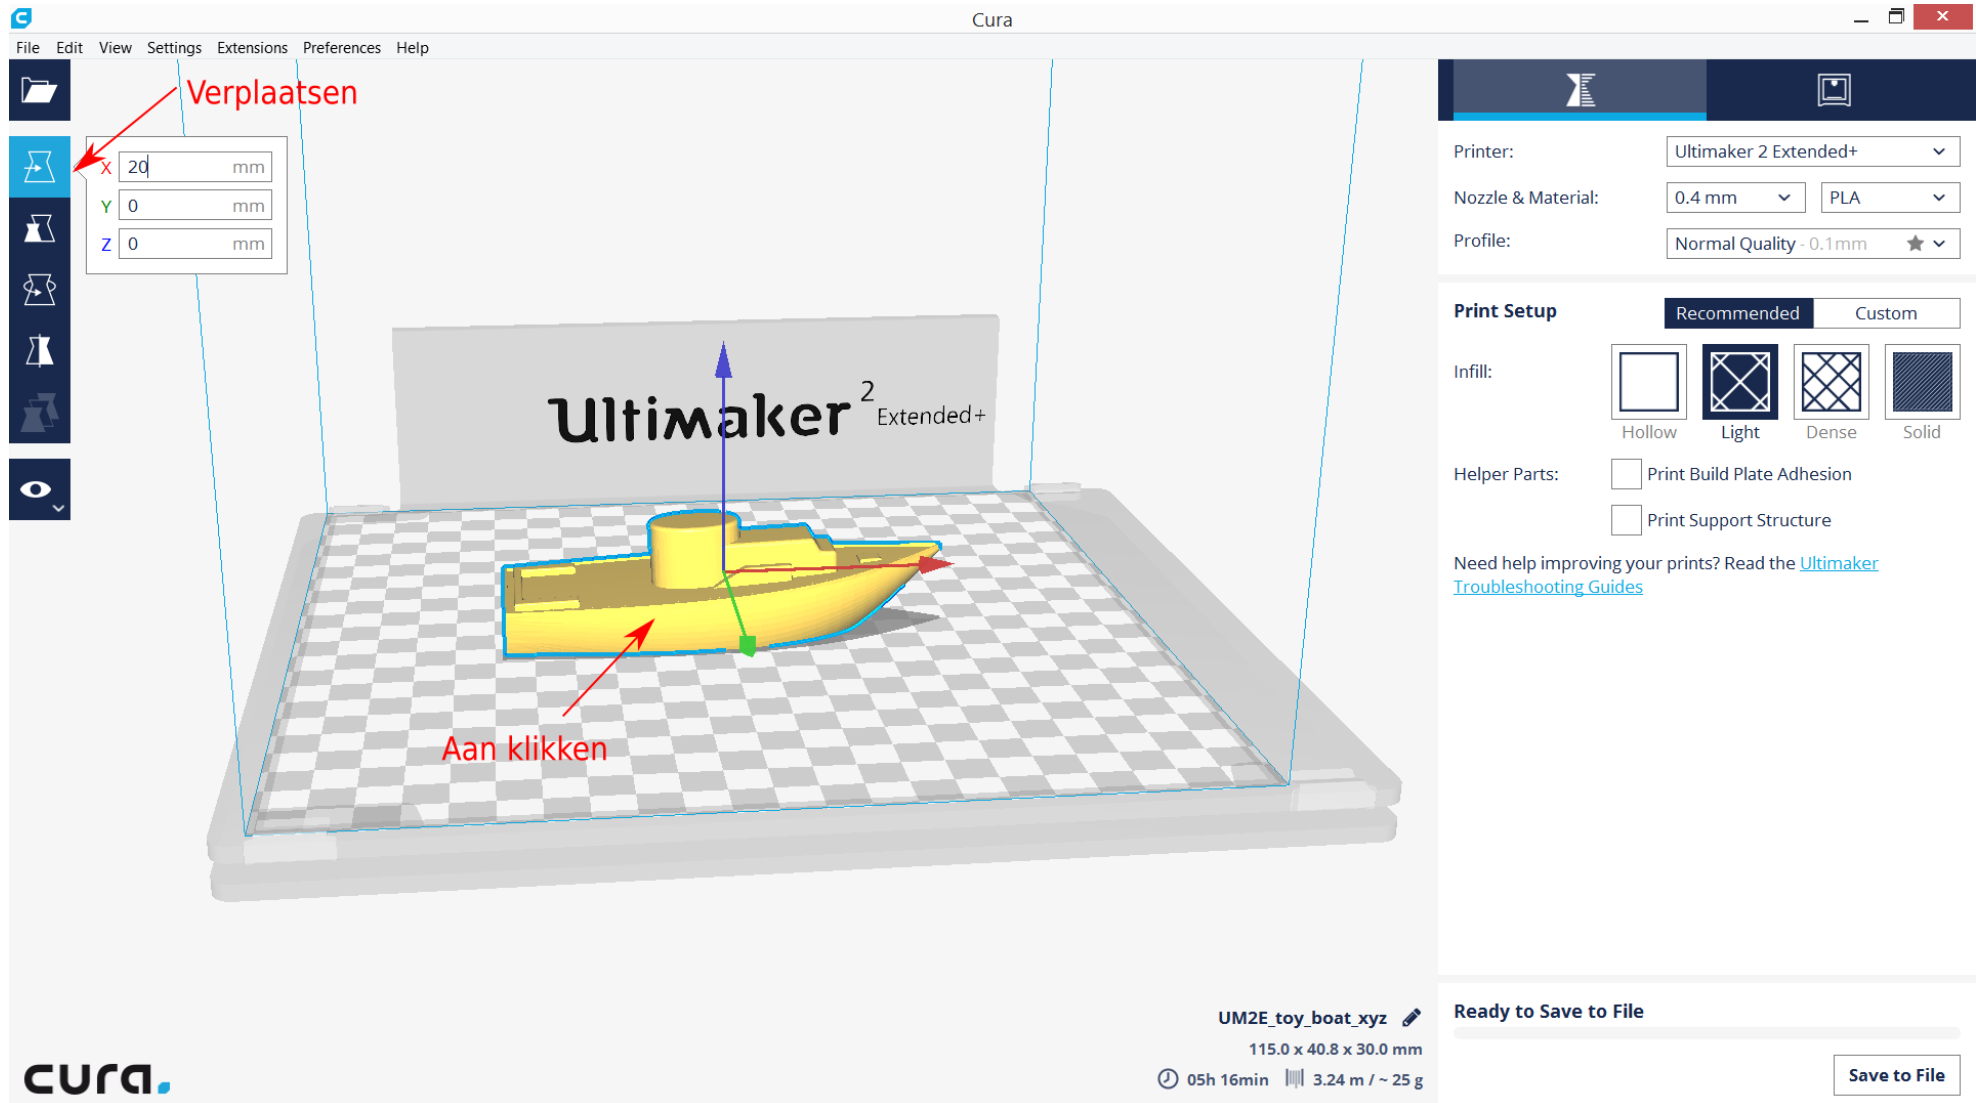 Cura
File Edit View Settings Extensions Preferences Help
Verplaatsen
X 20 mm
Y 0 mm
Z 0 mm
Ultimaker 2 Extended+
Aan klikken
Printer: Ultimaker 2 Extended+
Nozzle & Material: 0.4 mm PLA
Profile: Normal Quality - 0.1mm
Print Setup Recommended Custom
Infill:
Hollow Light Dense Solid
Helper Parts: Print Build Plate Adhesion
Print Support Structure
Need help improving your prints? Read the Ultimaker
Troubleshooting Guides
UM2E_toy_boat_xyz
115.0 x 40.8 x 30.0 mm
05h 16min 3.24 m / ~ 25 g
Ready to Save to File
Save to File
cura.